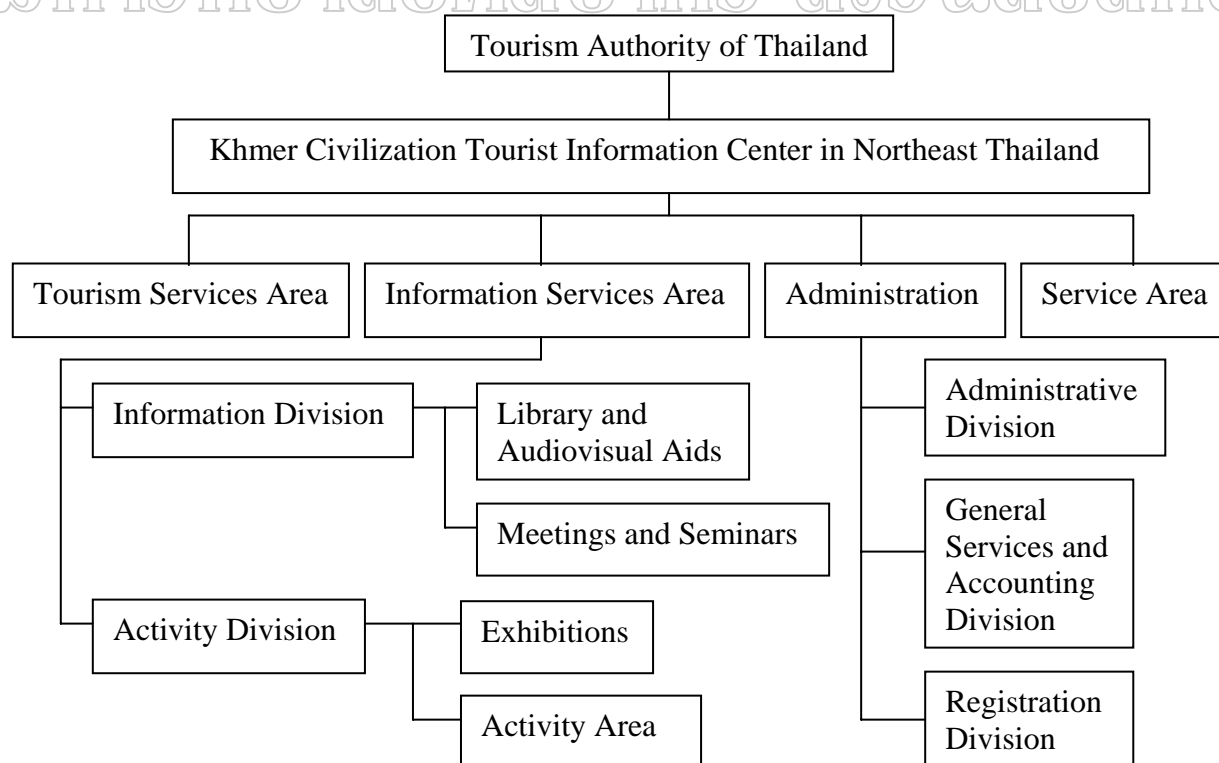 Tourism Authority of Thailand
Khmer Civilization Tourist Information Center in Northeast Thailand
Tourism Services Area
Information Services Area
Administration
Service Area
Information Division
Library and
Audiovisual Aids
Meetings and Seminars
Activity Division
Exhibitions
Activity Area
Administrative
Division
General
Services and
Accounting
Division
Registration
Division